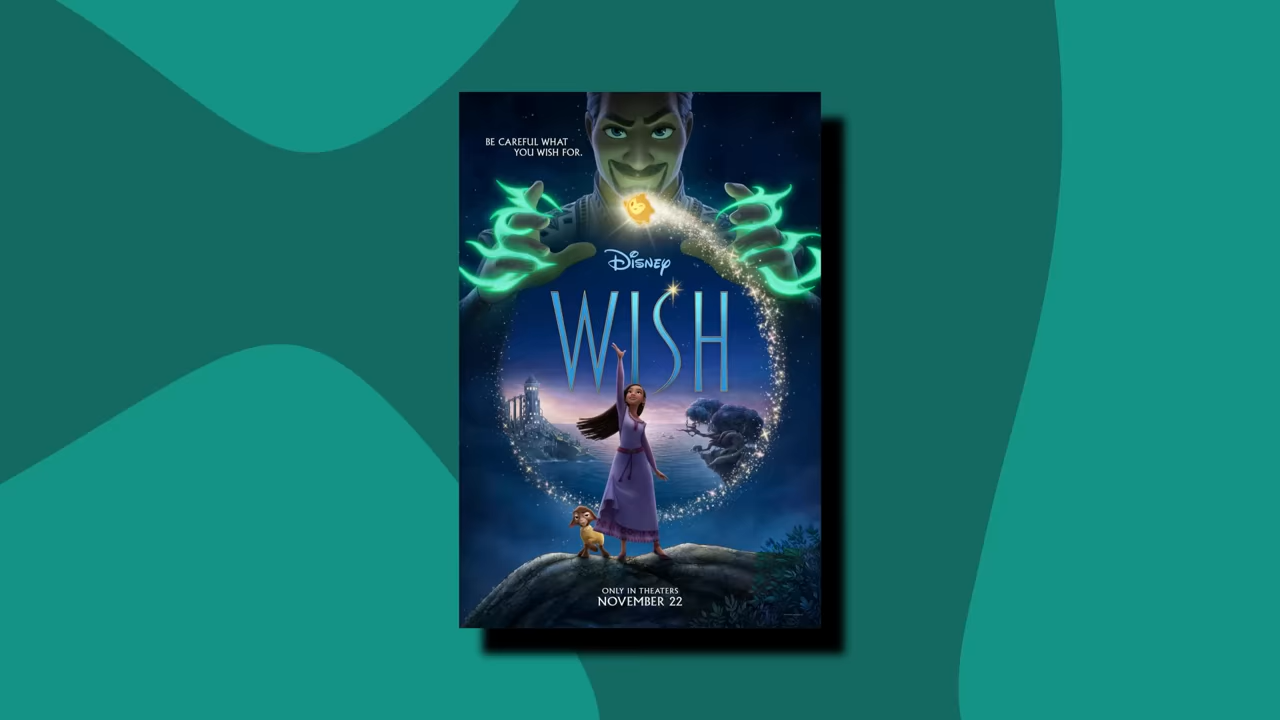 BE CAREFUL WHAT
YOU WISH FOR.
DISNEY
WISH
ONLY IN THEATERS
NOVEMBER 22